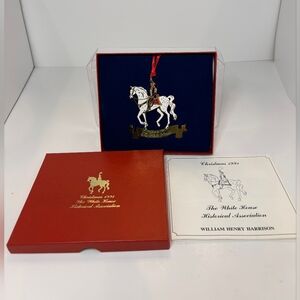 Christmas 1991
The White House
Historical Association
Christmas 1991
The White House
Historical Association
WILLIAM HENRY HARRISON